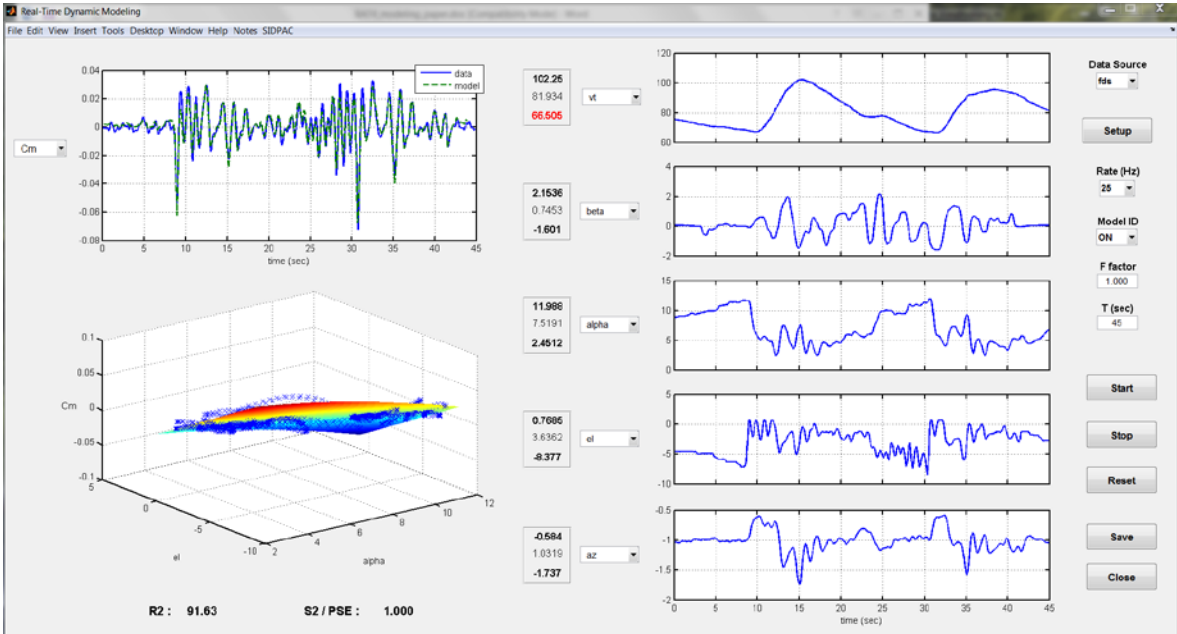 Real-Time Dynamic Modeling
File Edit View Insert Tools Desktop Window Help Notes SIDPAC
Cm
data
model
0.04
0.02
0
-0.02
-0.04
-0.06
-0.08
0 5 10 15 20 25 30 35 40 45
time (sec)
0.1
0.05
Cm 0
-0.05
-0.1
5 0 -5 -10
el
2 4 6 8 10 12
alpha
R2 : 91.63 S2 / PSE : 1.000
102.25
81.934
66.505
vt
2.1536
0.7453
-1.601
beta
11.986
7.5191
2.4512
alpha
0.7685
3.6362
-8.377
el
-0.584
1.0319
-1.737
az
120
100
80
60
4
2
0
-2
15
10
5
0
5
0
-5
-10
-0.5
-1
-1.5
-2
0 5 10 15 20 25 30 35 40 45
time (sec)
Data Source
fds
Setup
Rate (Hz)
25
Model ID
ON
F factor
1.000
T (sec)
45
Start
Stop
Reset
Save
Close